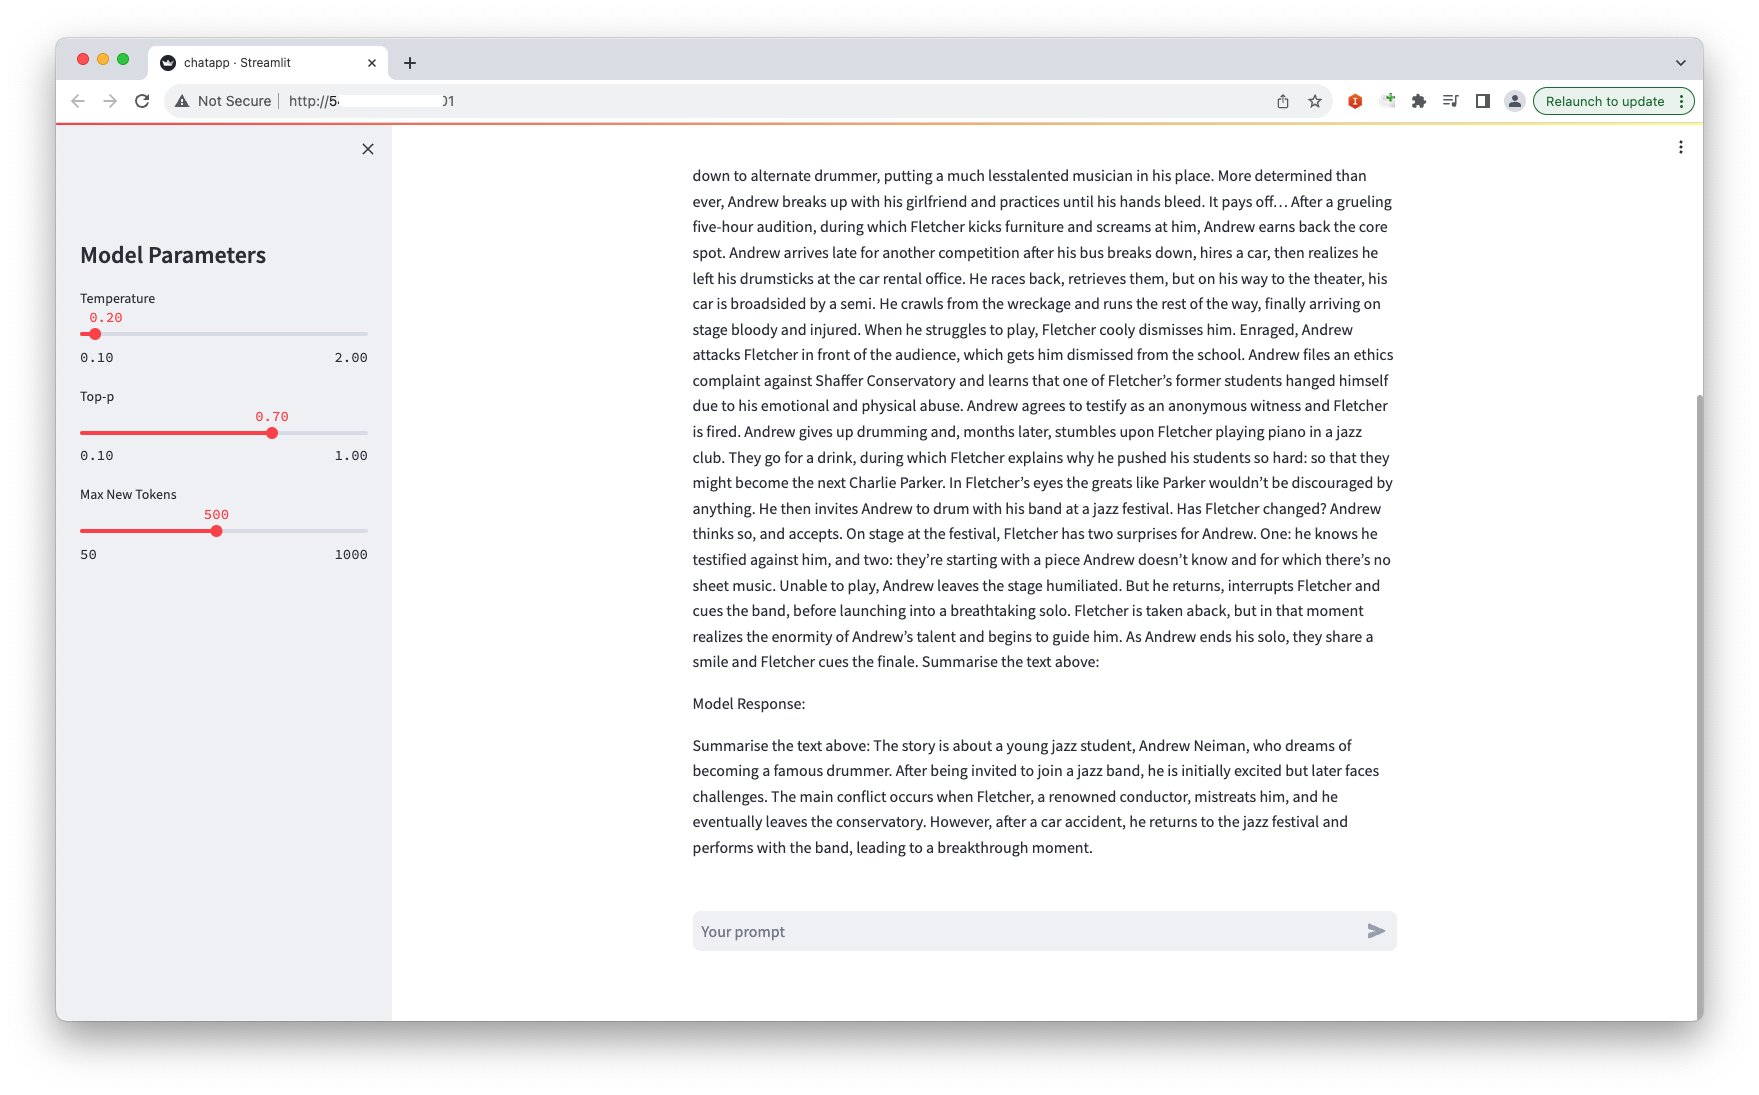 chatapp · Streamlit
Not Secure
http://5
01
Relaunch to update
Model Parameters
Temperature
0.20
0.10 2.00
Top-p
0.70
0.10 1.00
Max New Tokens
500
50 1000
down to alternate drummer, putting a much lesstalented musician in his place. More determined than
ever, Andrew breaks up with his girlfriend and practices until his hands bleed. It pays off… After a grueling
five-hour audition, during which Fletcher kicks furniture and screams at him, Andrew earns back the core
spot. Andrew arrives late for another competition after his bus breaks down, hires a car, then realizes he
left his drumsticks at the car rental office. He races back, retrieves them, but on his way to the theater, his
car is broadsided by a semi. He crawls from the wreckage and runs the rest of the way, finally arriving on
stage bloody and injured. When he struggles to play, Fletcher cooly dismisses him. Enraged, Andrew
attacks Fletcher in front of the audience, which gets him dismissed from the school. Andrew files an ethics
complaint against Shaffer Conservatory and learns that one of Fletcher’s former students hanged himself
due to his emotional and physical abuse. Andrew agrees to testify as an anonymous witness and Fletcher
is fired. Andrew gives up drumming and, months later, stumbles upon Fletcher playing piano in a jazz
club. They go for a drink, during which Fletcher explains why he pushed his students so hard: so that they
might become the next Charlie Parker. In Fletcher’s eyes the greats like Parker wouldn’t be discouraged by
anything. He then invites Andrew to drum with his band at a jazz festival. Has Fletcher changed? Andrew
thinks so, and accepts. On stage at the festival, Fletcher has two surprises for Andrew. One: he knows he
testified against him, and two: they’re starting with a piece Andrew doesn’t know and for which there’s no
sheet music. Unable to play, Andrew leaves the stage humiliated. But he returns, interrupts Fletcher and
cues the band, before launching into a breathtaking solo. Fletcher is taken aback, but in that moment
realizes the enormity of Andrew’s talent and begins to guide him. As Andrew ends his solo, they share a
smile and Fletcher cues the finale. Summarise the text above:
Model Response:
Summarise the text above: The story is about a young jazz student, Andrew Neiman, who dreams of
becoming a famous drummer. After being invited to join a jazz band, he is initially excited but later faces
challenges. The main conflict occurs when Fletcher, a renowned conductor, mistreats him, and he
eventually leaves the conservatory. However, after a car accident, he returns to the jazz festival and
performs with the band, leading to a breakthrough moment.
Your prompt